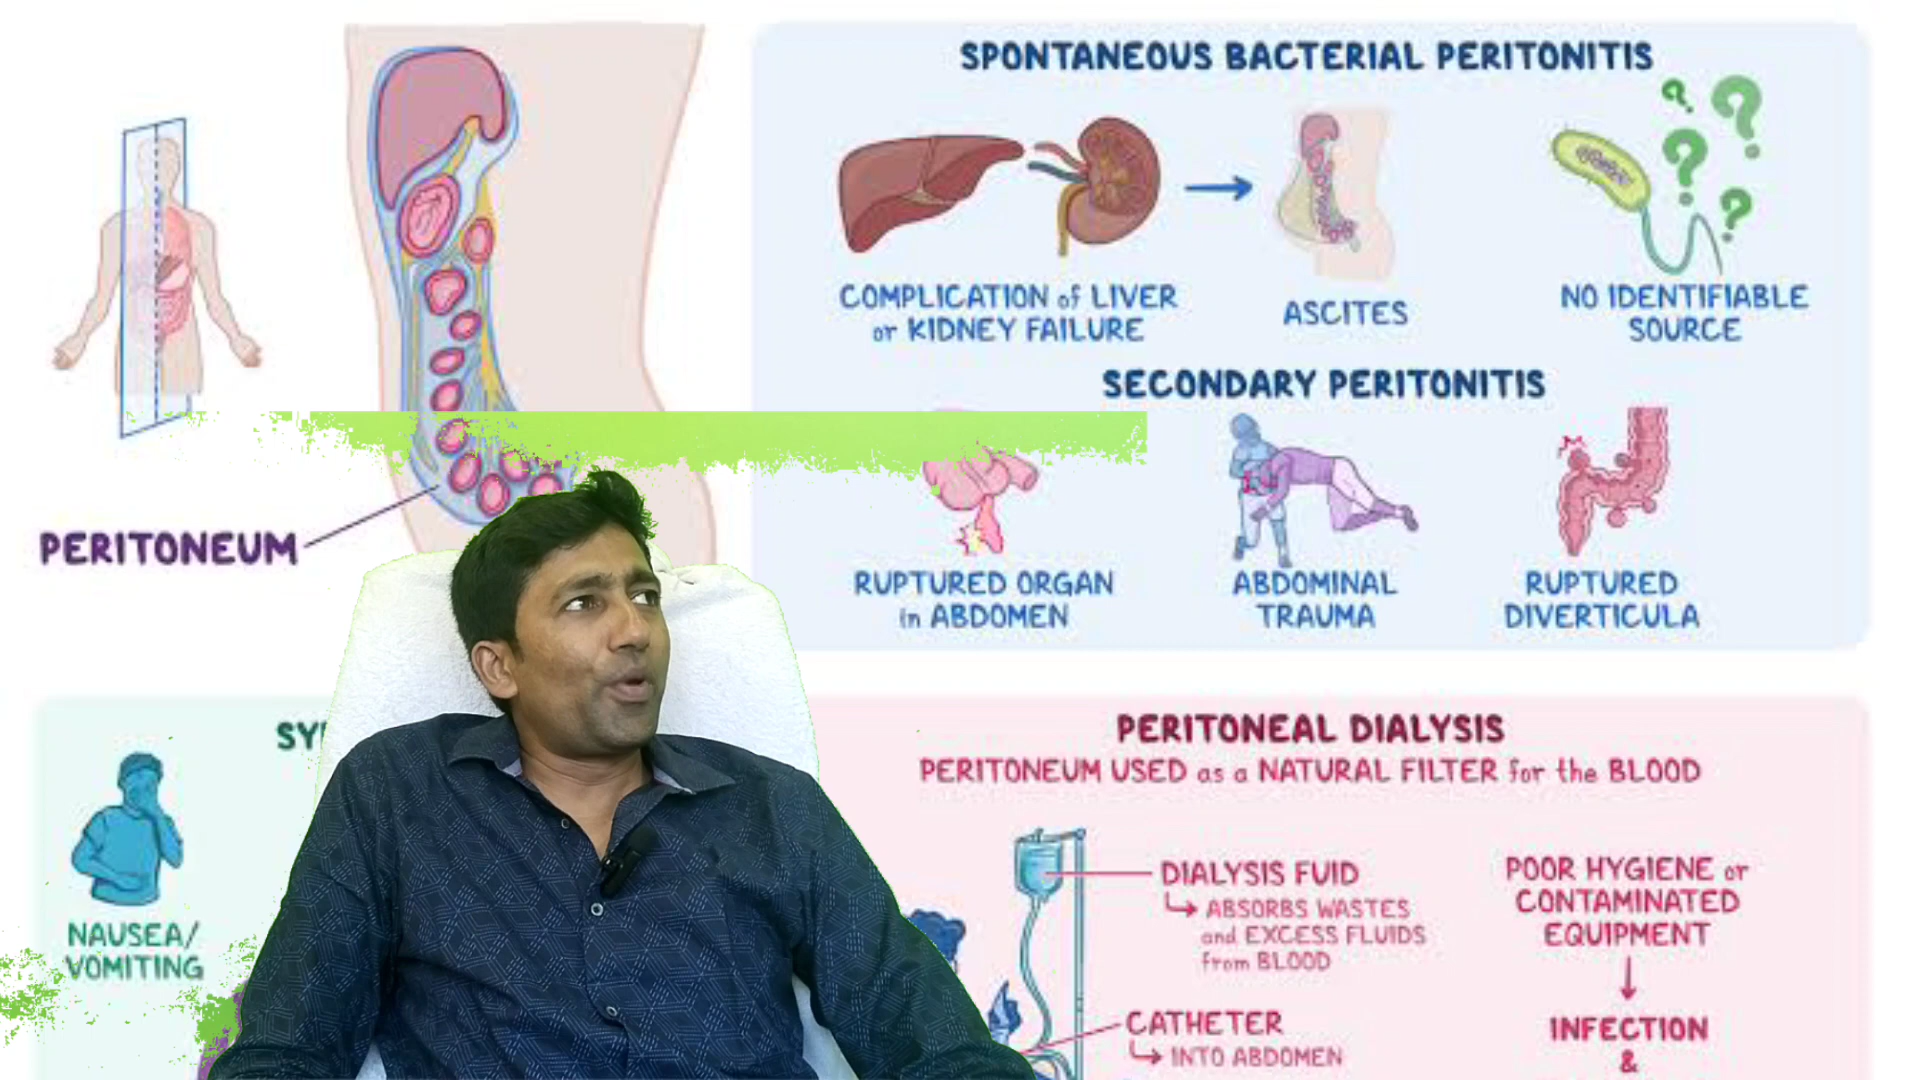 SPONTANEOUS BACTERIAL PERITONITIS
COMPLICATION of LIVER
or KIDNEY FAILURE
ASCITES
NO IDENTIFIABLE
SOURCE
SECONDARY PERITONITIS
PERITONEUM
RUPTURED ORGAN
in ABDOMEN
ABDOMINAL
TRAUMA
RUPTURED
DIVERTICULA
NAUSEA/
VOMITING
PERITONEAL DIALYSIS
PERITONEUM USED as a NATURAL FILTER for the BLOOD
DIALYSIS FUID
ABSORBS WASTES
and EXCESS FLUIDS
from BLOOD
CATHETER
INTO ABDOMEN
POOR HYGIENE or
CONTAMINATED
EQUIPMENT
INFECTION
&